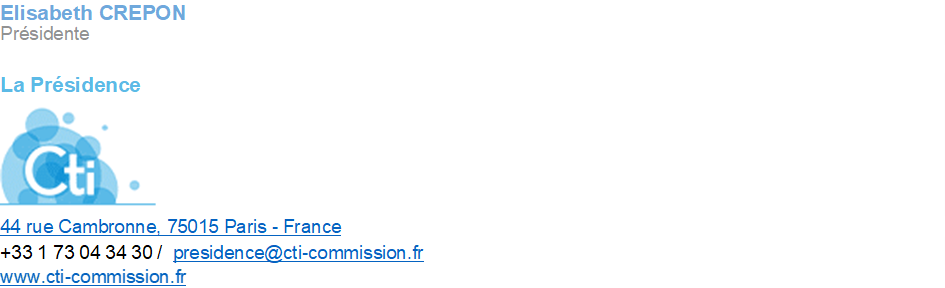 Elisabeth CREPON
Présidente
La Présidence
Cti
44 rue Cambronne, 75015 Paris - France
+33 1 73 04 34 30 / presidence@cti-commission.fr
www.cti-commission.fr